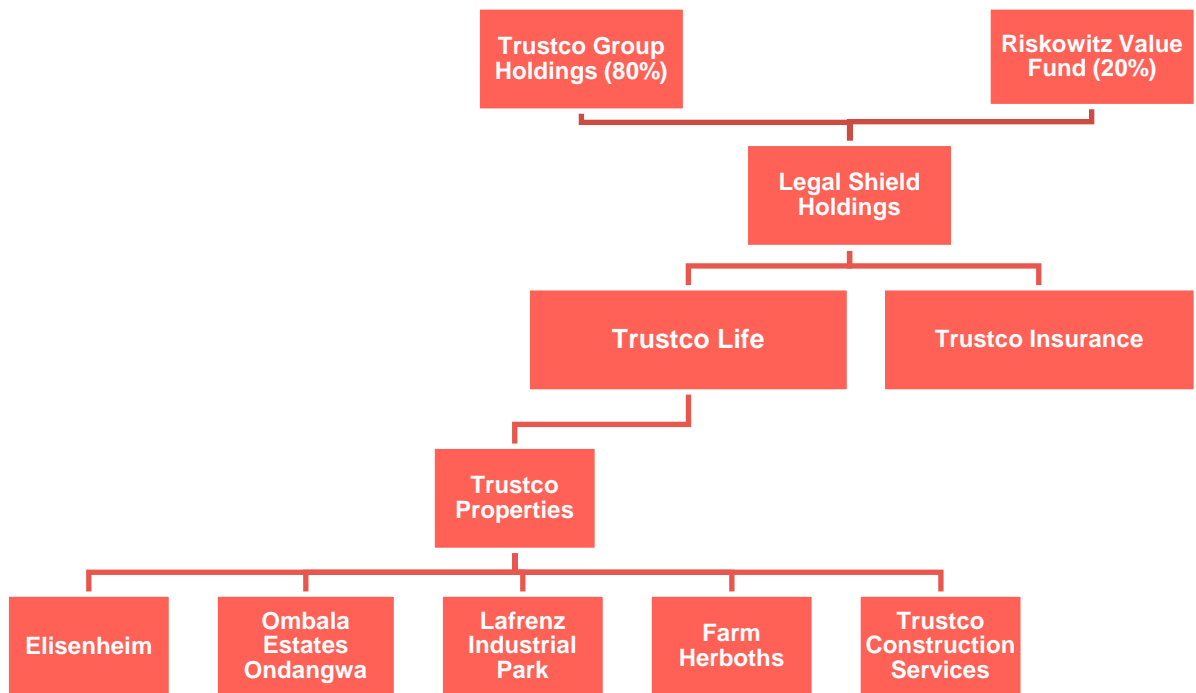 Trustco Group
Holdings (80%)
Riskowitz Value
Fund (20%)
Legal Shield
Holdings
Trustco Life
Trustco Insurance
Trustco
Properties
Elisenheim
Ombala
Estates
Ondangwa
Lafrenz
Industrial
Park
Farm
Herboths
Trustco
Construction
Services